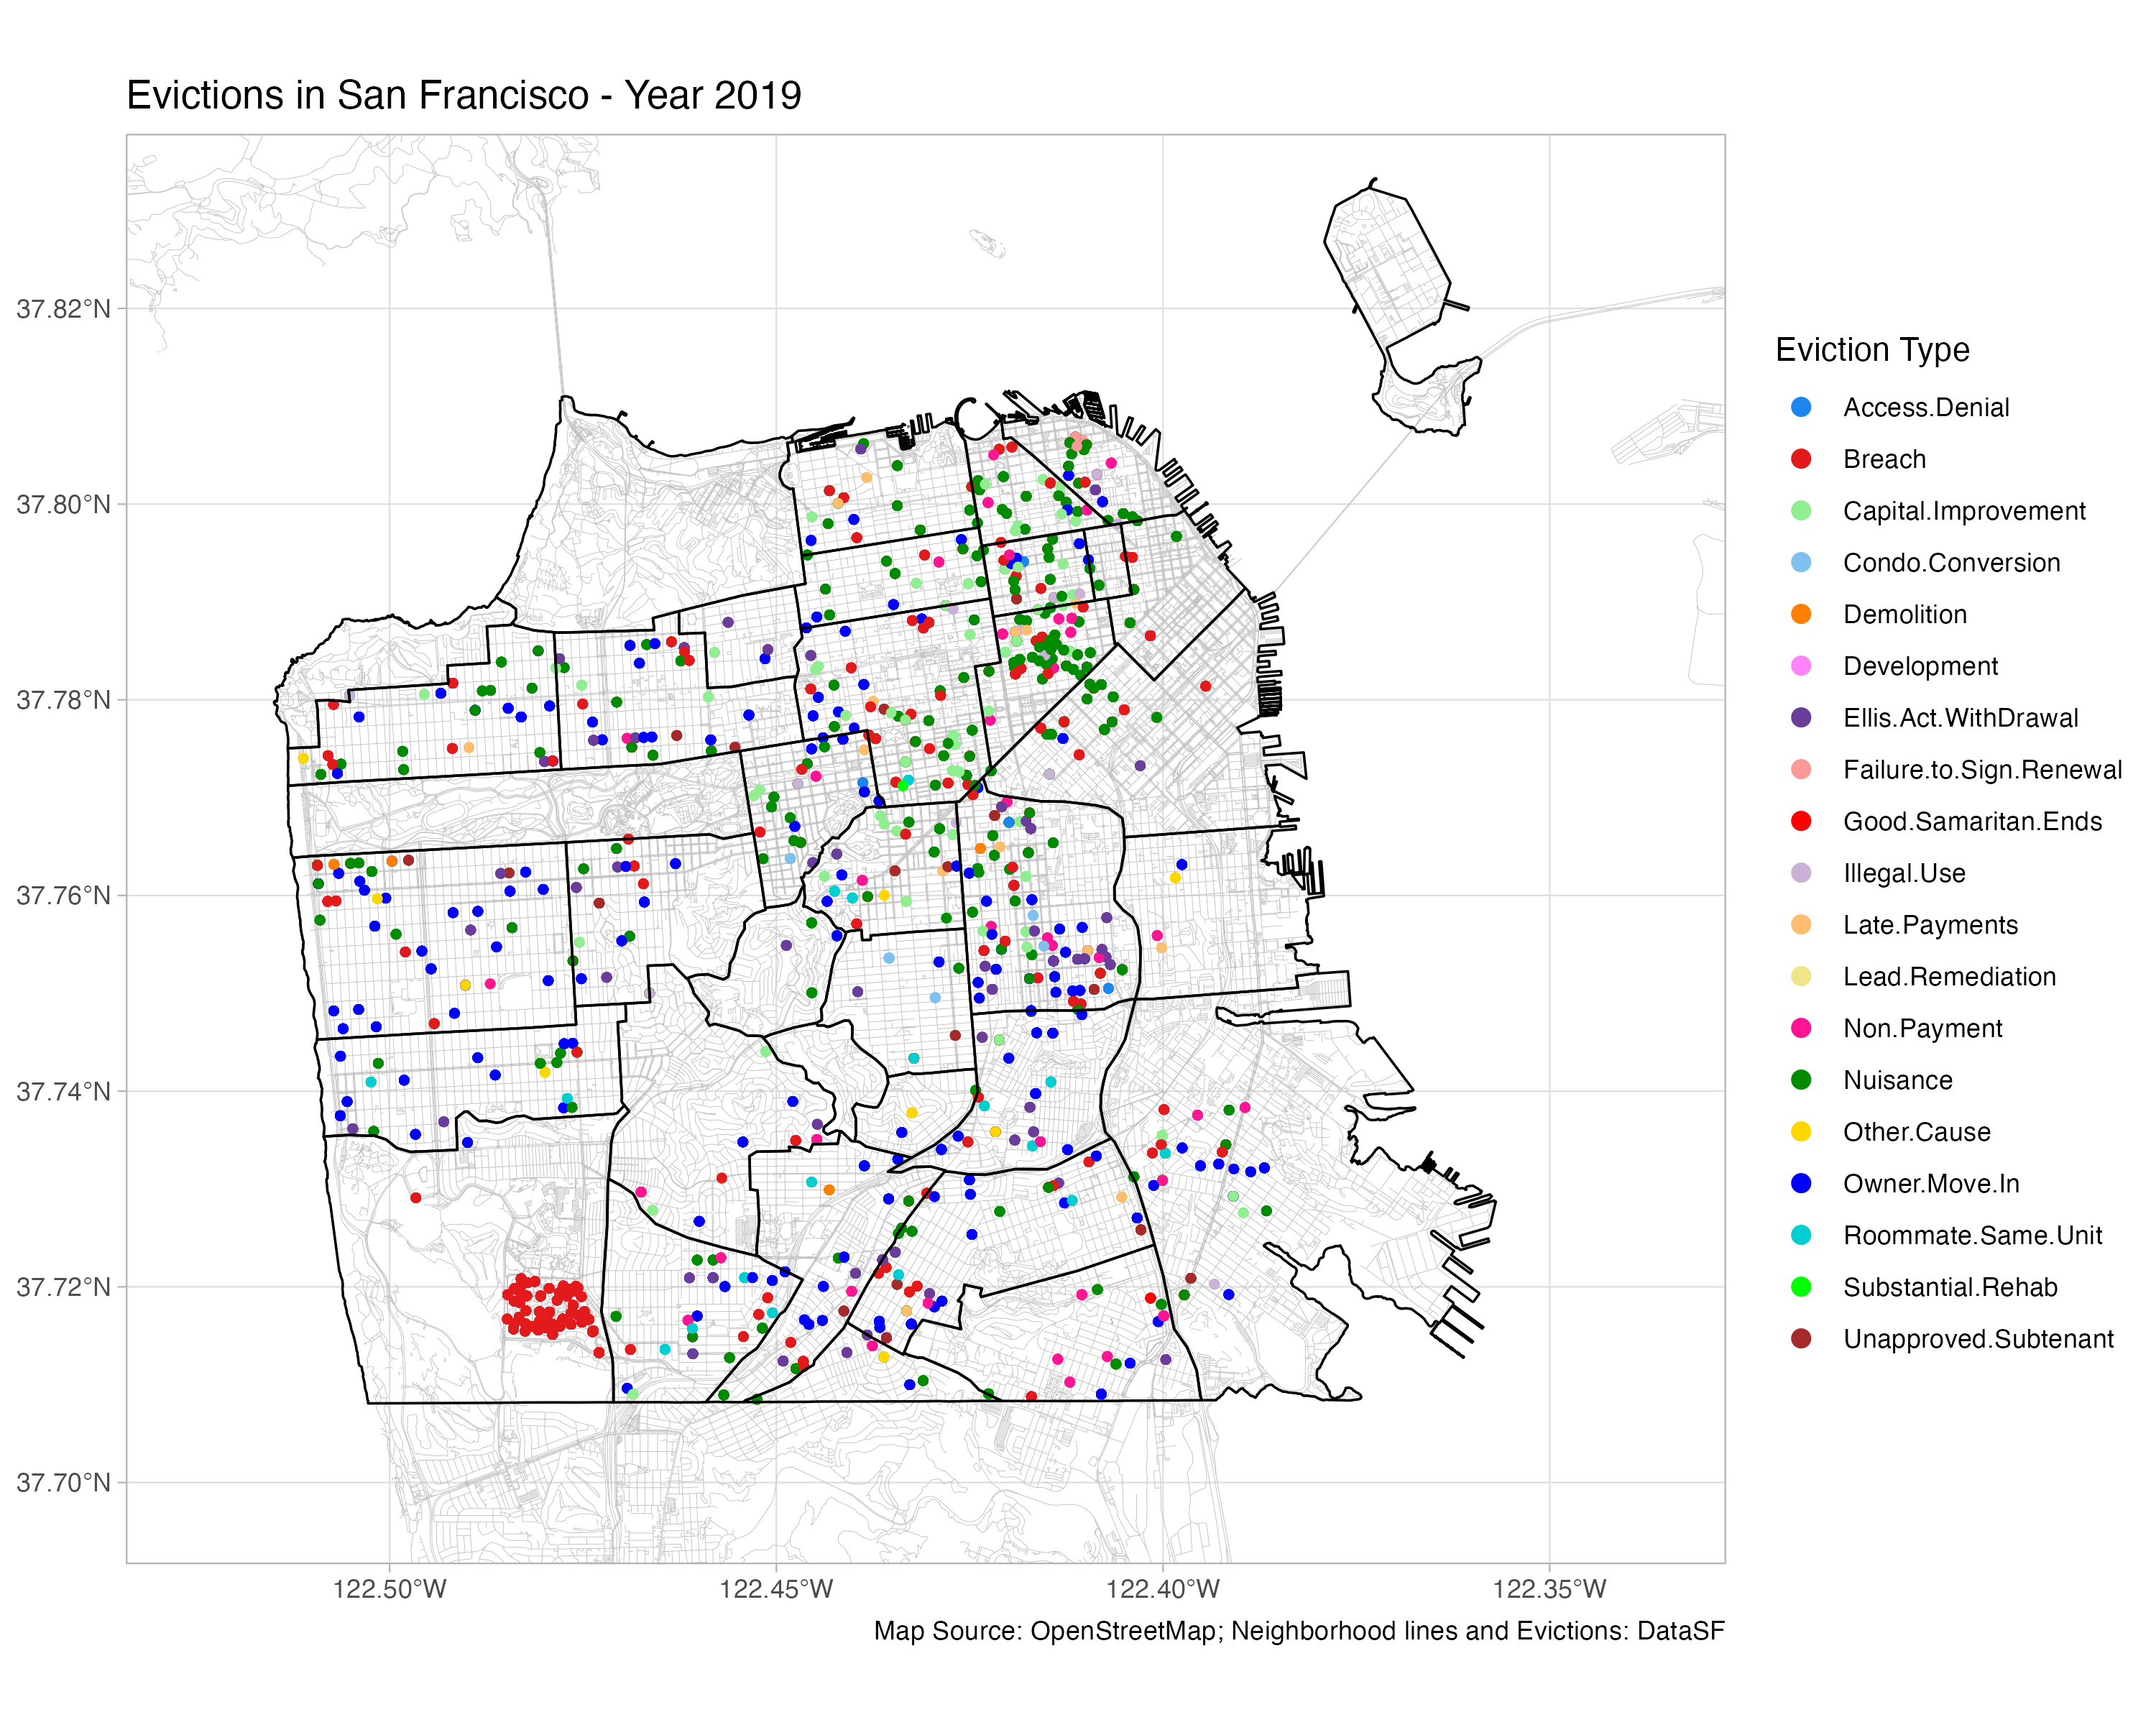 Evictions in San Francisco - Year 2019
37.82°N
37.80°N
37.78°N
37.76°N
37.74°N
37.72°N
37.70°N
122.50°W
122.45°W
122.40°W
122.35°W
Eviction Type
Access.Denial
Breach
Capital.Improvement
Condo.Conversion
Demolition
Development
Ellis.Act.WithDrawal
Failure.to.Sign.Renewal
Good.Samaritan.Ends
Illegal.Use
Late.Payments
Lead.Remediation
Non.Payment
Nuisance
Other.Cause
Owner.Move.In
Roommate.Same.Unit
Substantial.Rehab
Unapproved.Subtenant
Map Source: OpenStreetMap; Neighborhood lines and Evictions: DataSF